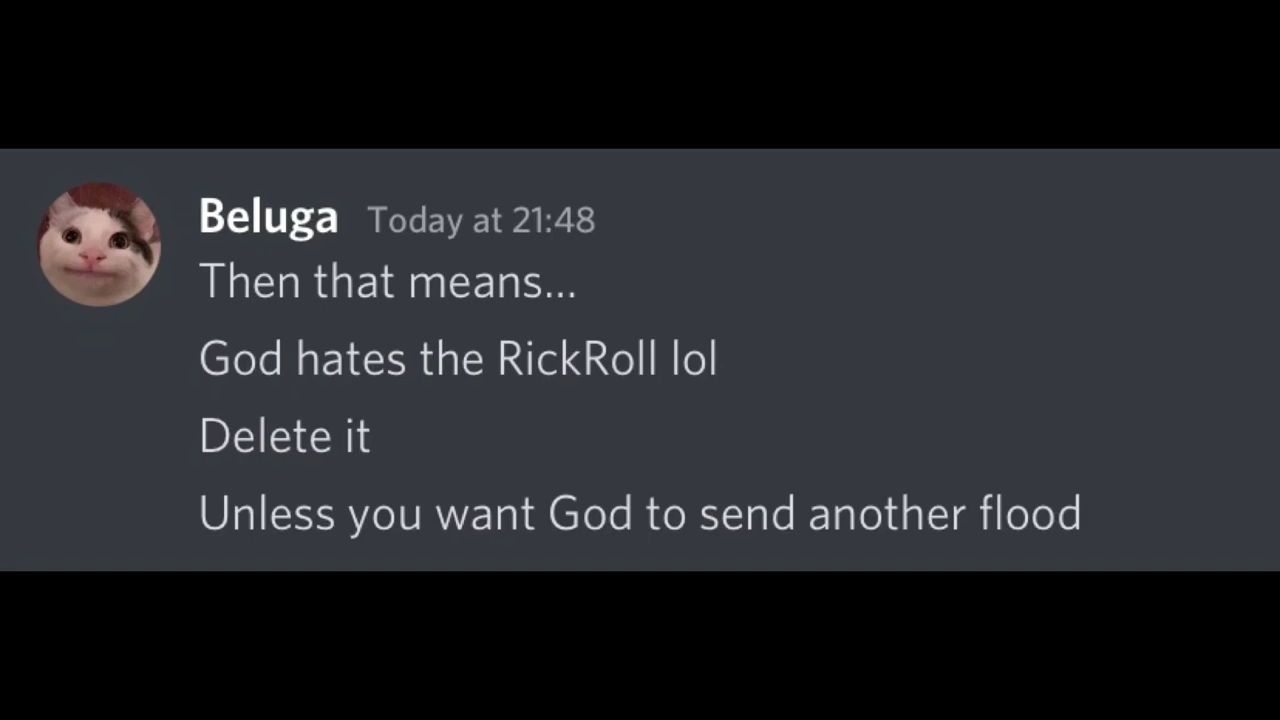 Beluga Today at 21:48
Then that means...
God hates the RickRoll lol
Delete it
Unless you want God to send another flood